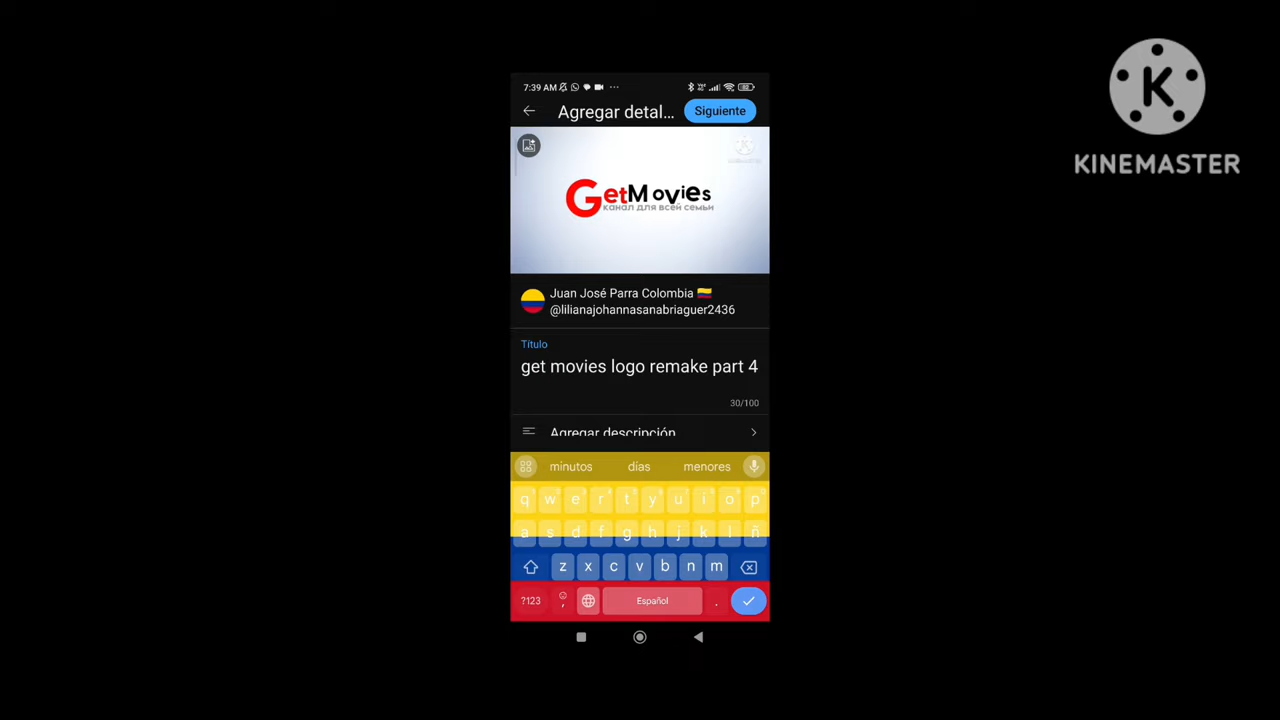 7:39 AM
Agregar detal...
Siguiente
GetMovies
канал для всей семьи
Juan José Parra Colombia 🇨🇴
@lilianajohannasanabriaguer2436
Título
get movies logo remake part 4
30/100
Agregar descripción
minutos días menores
q w e r t y u i o p
a s d f g h j k l ñ
z x c v b n m
?123 , Español .
K
KINEMASTER